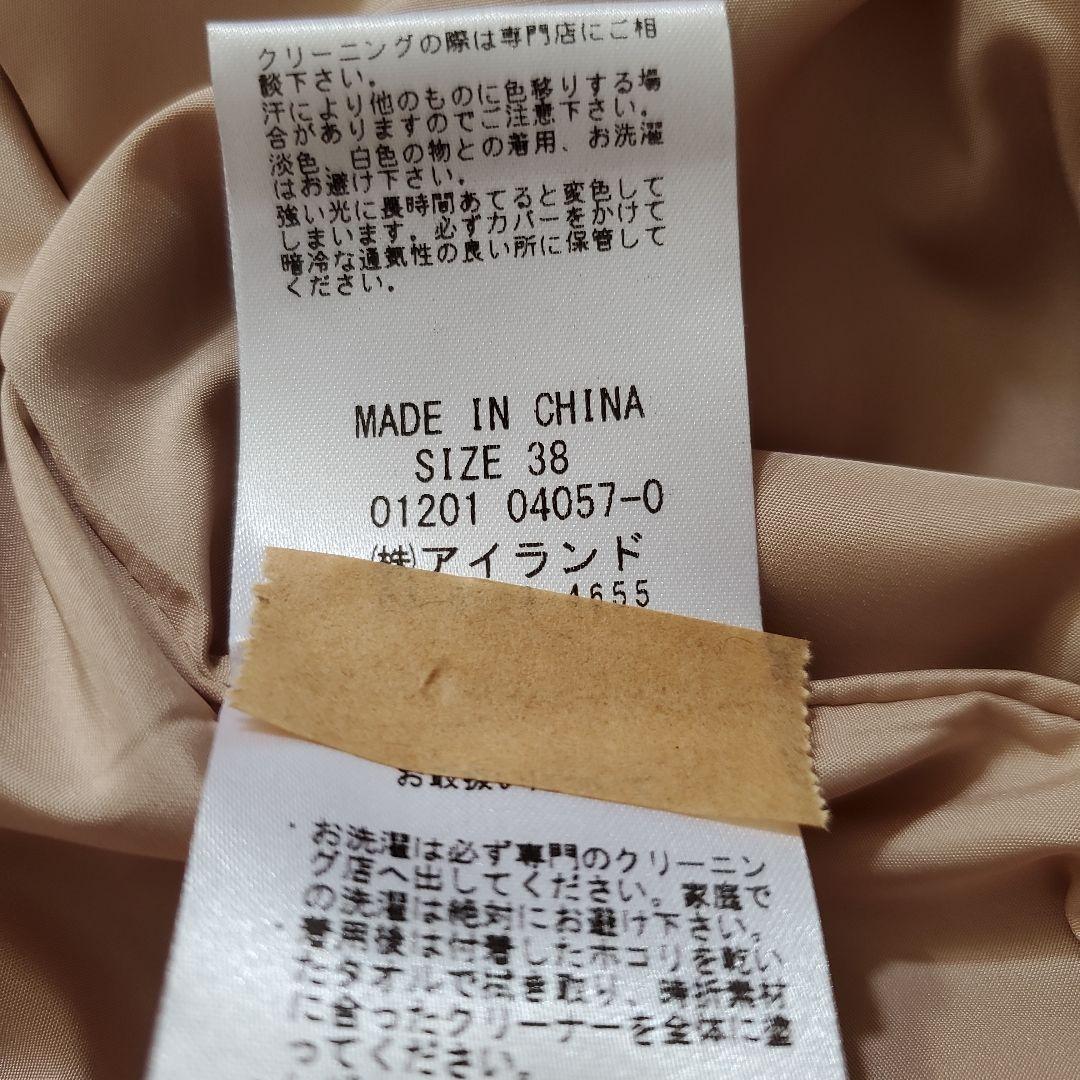 クリーニングの際は専門店にご相
談下さい。
汗により他のものに色移りする場
合がありますのでご注意下さい。
淡色、白色の物との着用、お洗濯
はお避け下さい。
強い光に長時間あてると変色して
しまいます。必ずカバーをかけて
暗冷な通気性の良い所に保管して
ください。
MADE IN CHINA
SIZE 38
01201 04057-0
㈱アイランド
4655
お取扱い
お洗濯は必ず専門のクリーニン
グ店へ出してください。家庭で
の洗濯は絶対にお避け下さい。
着用後は付着したホコリを乾い
たタオルで拭き取り、時折素材
に合ったクリーナーを全体に塗
ってください。